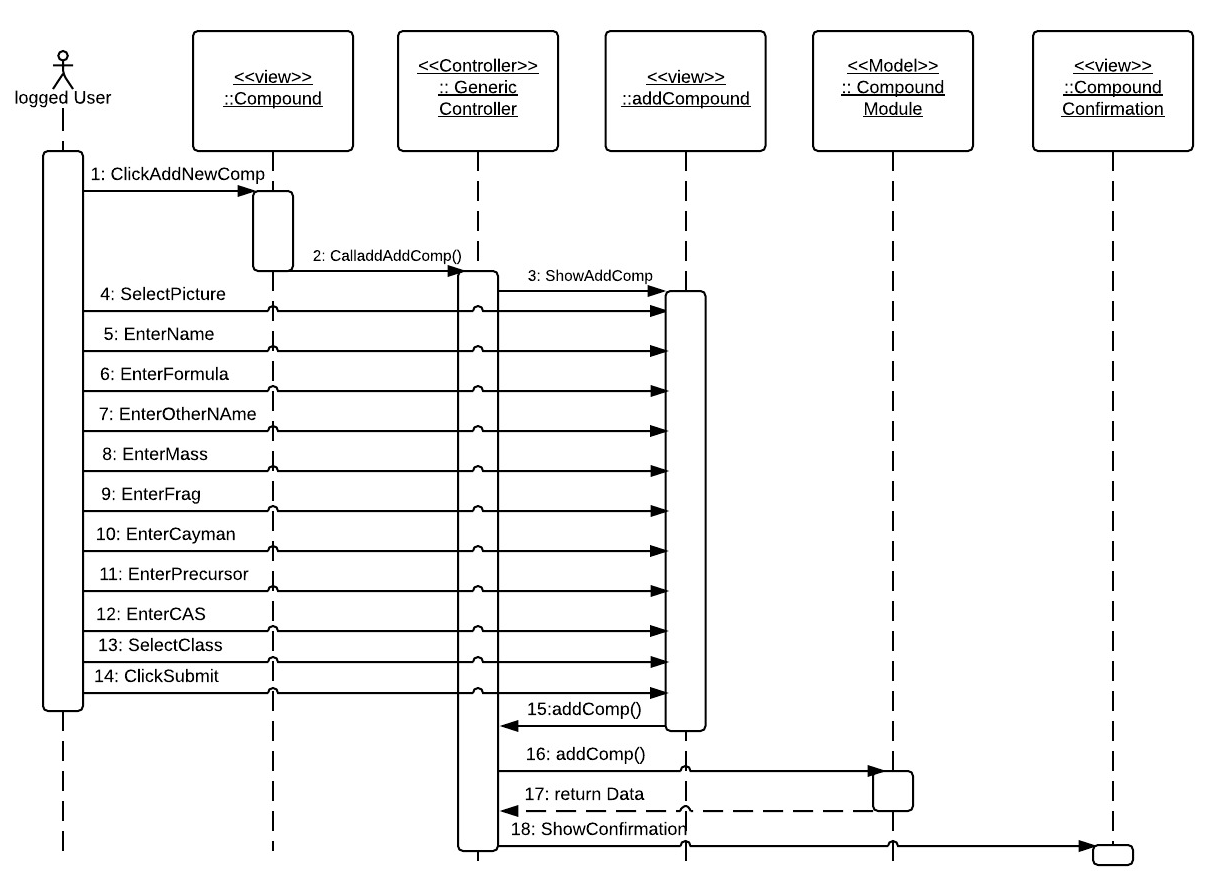 logged User
<<view>>
::Compound
<<Controller>>
:: Generic
Controller
<<view>>
::addCompound
<<Model>>
:: Compound
Module
<<view>>
::Compound
Confirmation
1: ClickAddNewComp
2: CalladdAddComp()
3: ShowAddComp
4: SelectPicture
5: EnterName
6: EnterFormula
7: EnterOtherNAme
8: EnterMass
9: EnterFrag
10: EnterCayman
11: EnterPrecursor
12: EnterCAS
13: SelectClass
14: ClickSubmit
15:addComp()
16: addComp()
17: return Data
18: ShowConfirmation